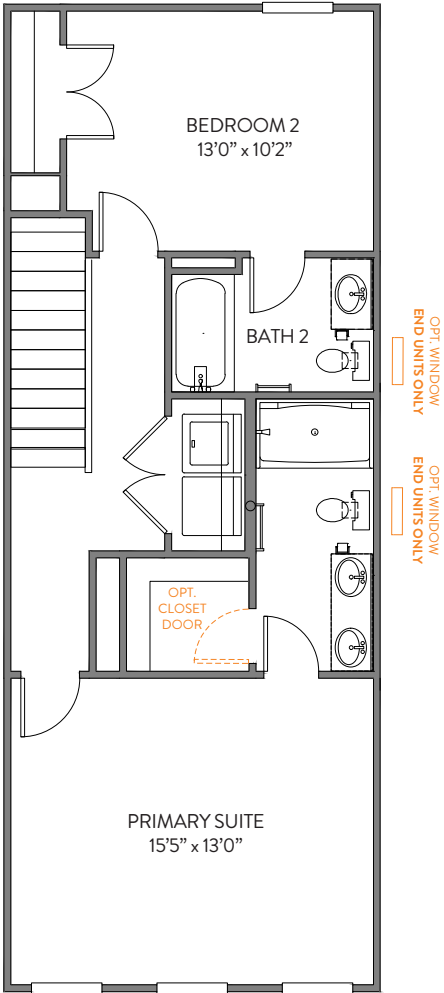 BEDROOM 2
13’0” x 10’2”
BATH 2
OPT. WINDOW
END UNITS ONLY
OPT. WINDOW
END UNITS ONLY
OPT.
CLOSET
DOOR
PRIMARY SUITE
15’5” x 13’0”